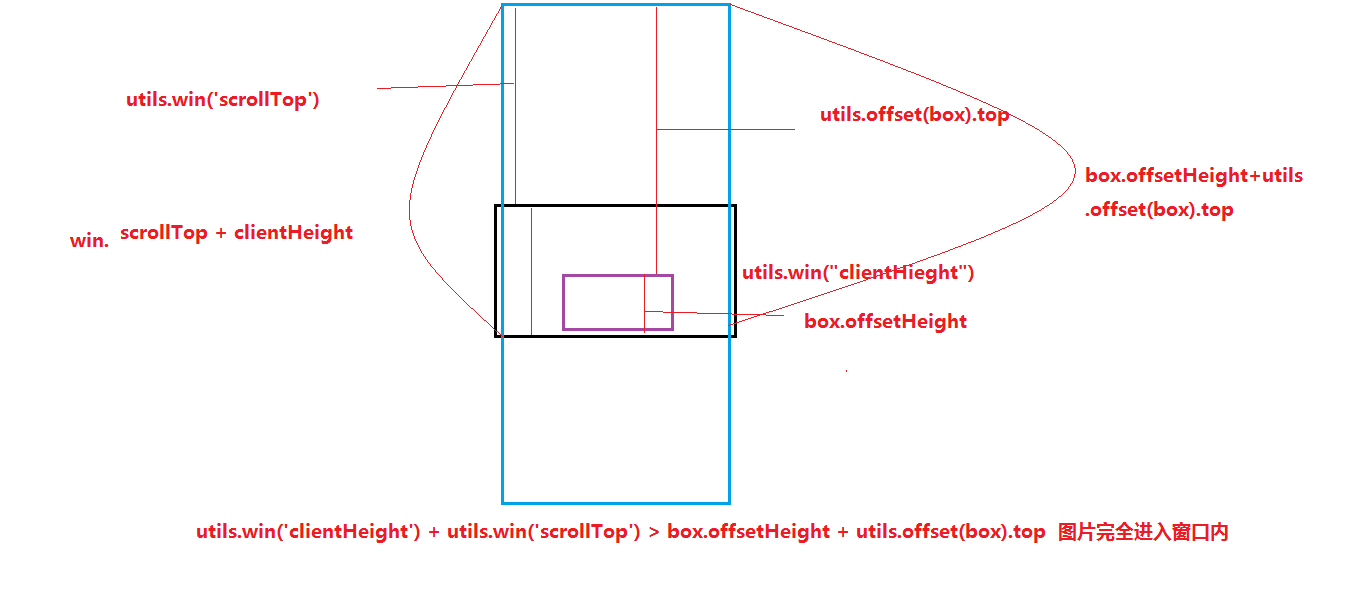 utils.win('scrollTop')
utils.offset(box).top
box.offsetHeight+utils
.offset(box).top
win. scrollTop + clientHeight
utils.win("clientHieght")
box.offsetHeight
utils.win('clientHeight') + utils.win('scrollTop') > box.offsetHeight + utils.offset(box).top 图片完全进入窗口内